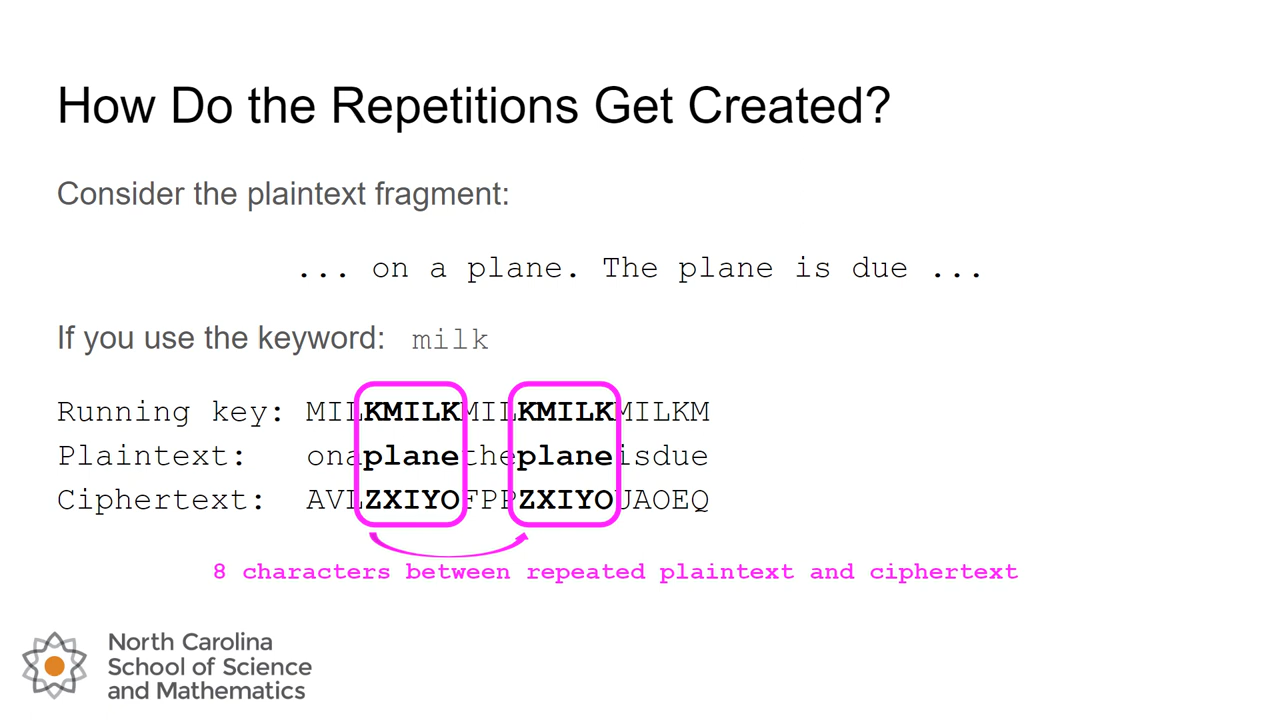 How Do the Repetitions Get Created?
Consider the plaintext fragment:
... on a plane. The plane is due ...
If you use the keyword: milk
Running key: MILKMILKMILKMILKMILKM
Plaintext: onaplanetheplaneisdue
Ciphertext: AVLZXIYOFPPZXIYOUAOEQ
8 characters between repeated plaintext and ciphertext
North Carolina
School of Science
and Mathematics